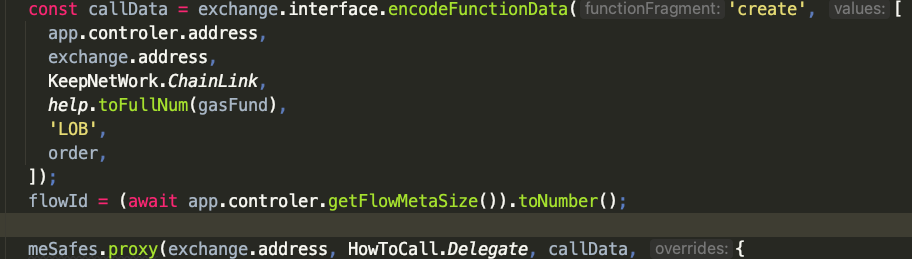 const callData = exchange.interface.encodeFunctionData( functionFragment: 'create', values: [
app.controler.address,
exchange.address,
KeepNetWork.ChainLink,
help.toFullNum(gasFund),
'LOB',
order,
]);
flowId = (await app.controler.getFlowMetaSize()).toNumber();
meSafes.proxy(exchange.address, HowToCall.Delegate, callData, overrides: {